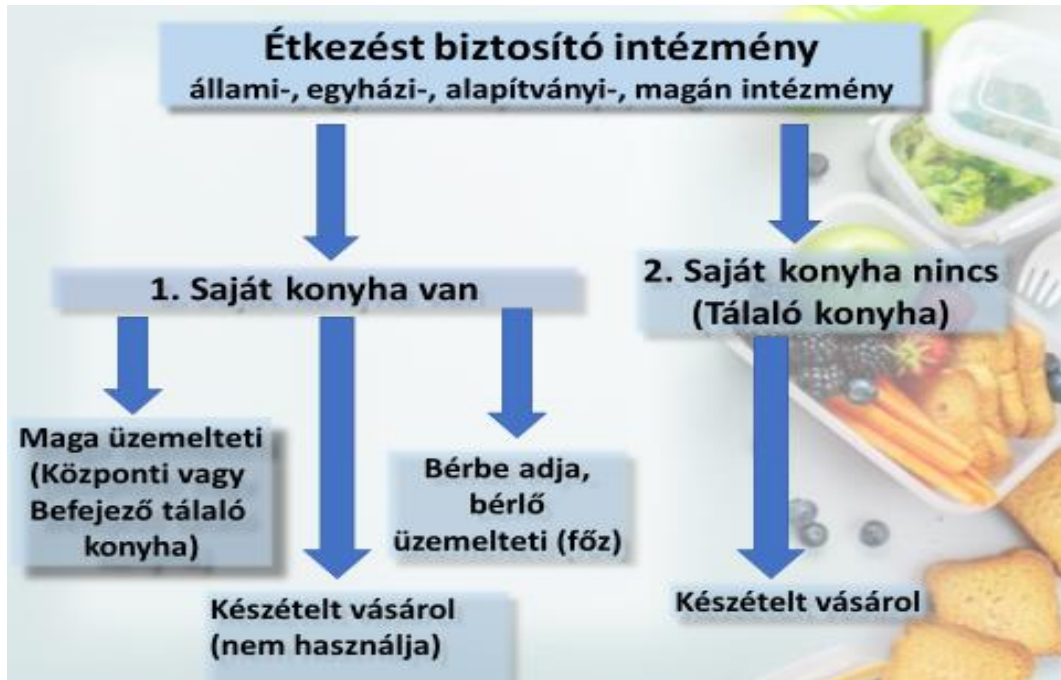 Étkezést biztosító intézmény
állami-, egyházi-, alapítványi-, magán intézmény
1. Saját konyha van
2. Saját konyha nincs
(Tálaló konyha)
Maga üzemelteti
(Központi vagy
Befejező tálaló
konyha)
Bérbe adja,
bérlő
üzemelteti (főz)
Készételt vásárol
(nem használja)
Készételt vásárol